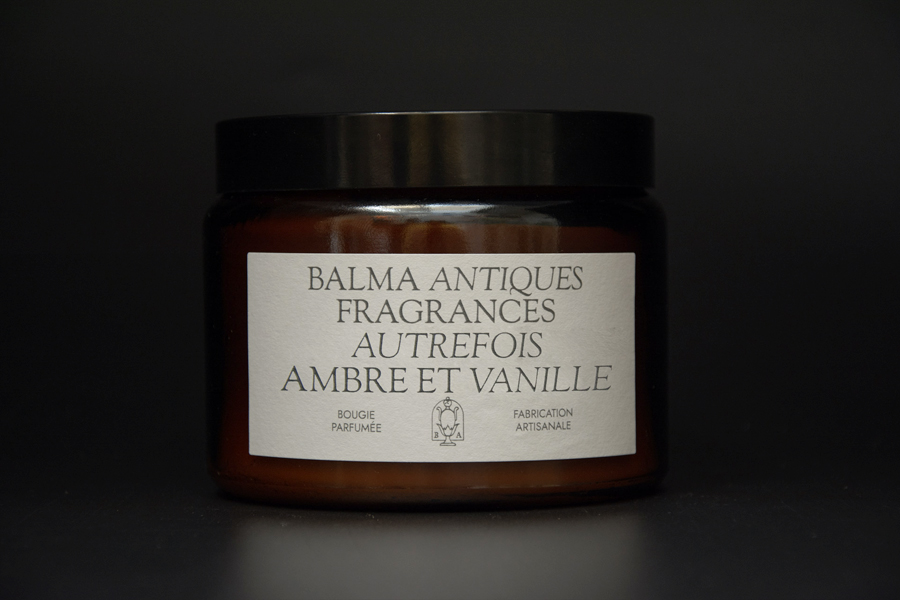 BALMA ANTIQUES
FRAGRANCES
AUTREFOIS
AMBRE ET VANILLE
BOUGIE
PARFUMÉE
B A
FABRICATION
ARTISANALE